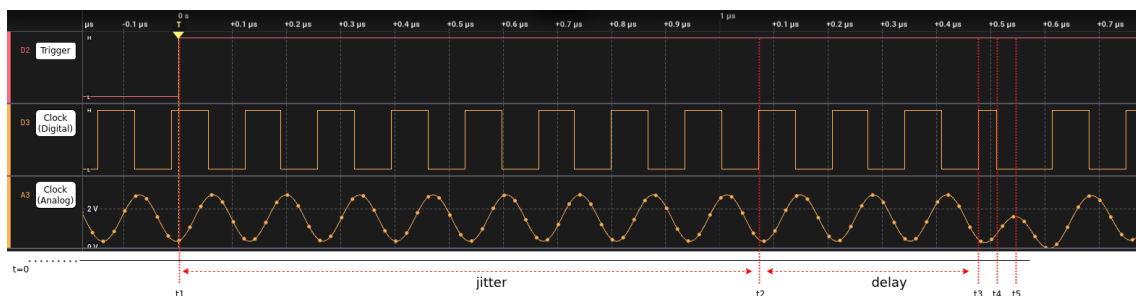 0 s 1 µs
µs -0.1 µs T +0.1 µs +0.2 µs +0.3 µs +0.4 µs +0.5 µs +0.6 µs +0.7 µs +0.8 µs +0.9 µs +0.1 µs +0.2 µs +0.3 µs +0.4 µs +0.5 µs +0.6 µs +0.7 µs
H
D2 Trigger
L
H
D3 Clock
(Digital)
L
A3 Clock
(Analog)
2 V
0 V
t=0
jitter delay
t1 t2 t3 t4 t5